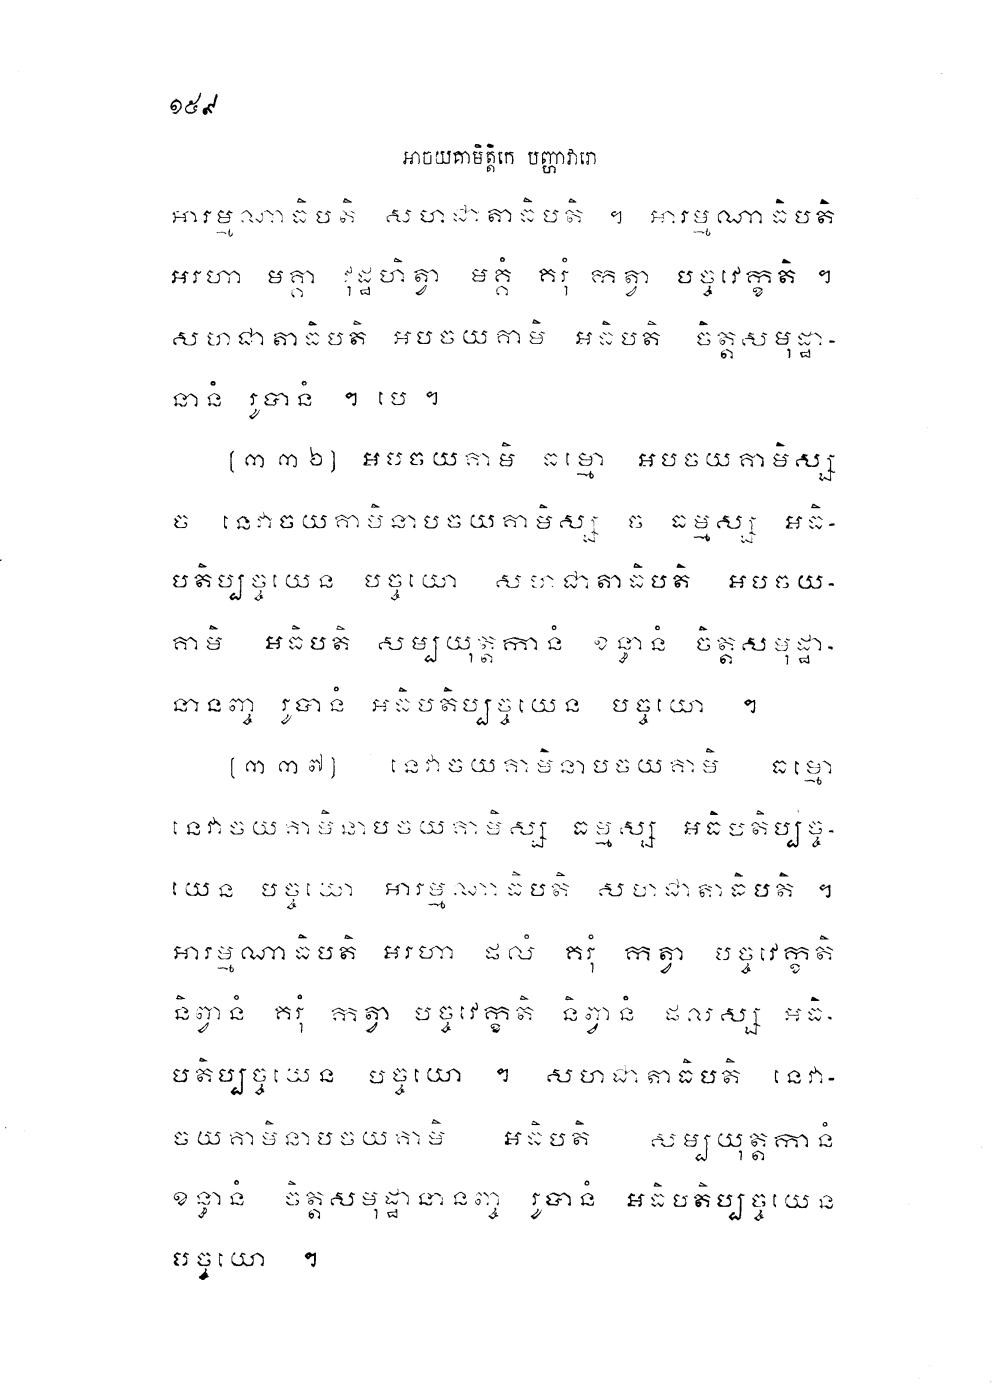 ១៥៩
អាចយគាមិត្តិកេ បញ្ហាវារោ
អារម្មណាធិបតិ សហជាតាធិបតិ ។ អារម្មណាធិបតិ
អរហា មគ្គា វុដ្ឋហិត្វា មគ្គំ គរុំ កត្វា បច្ចវេក្ខតិ ។
សហជាតាធិបតិ អបចយគាមិ អធិបតិ ចិត្តសមុដ្ឋា-
នានំ រូបានំ ។ បេ ។
(៣៣៦) អបចយគាមិ ធម្មោ អបចយគាមិស្ស
ច នេវាចយគាមិនាបចយគាមិស្ស ច ធម្មស្ស អធិ-
បតិប្បច្ចយេន បច្ចយោ សហជាតាធិបតិ អបចយ-
គាមិ អធិបតិ សម្បយុត្តកានំ ខន្ធានំ ចិត្តសមុដ្ឋា-
នានញ្ច រូបានំ អធិបតិប្បច្ចយេន បច្ចយោ ។
(៣៣៧) នេវាចយគាមិនាបចយគាមិ ធម្មោ
នេវាចយគាមិនាបចយគាមិស្ស ធម្មស្ស អធិបតិប្បច្ច-
យេន បច្ចយោ អារម្មណាធិបតិ សហជាតាធិបតិ ។
អារម្មណាធិបតិ អរហា ផលំ គរុំ កត្វា បច្ចវេក្ខតិ
និព្វានំ គរុំ កត្វា បច្ចវេក្ខតិ និព្វានំ ផលស្ស អធិ-
បតិប្បច្ចយេន បច្ចយោ ។ សហជាតាធិបតិ នេវា-
ចយគាមិនាបចយគាមិ អធិបតិ សម្បយុត្តកានំ
ខន្ធានំ ចិត្តសមុដ្ឋានានញ្ច រូបានំ អធិបតិប្បច្ចយេន
បច្ចយោ ។